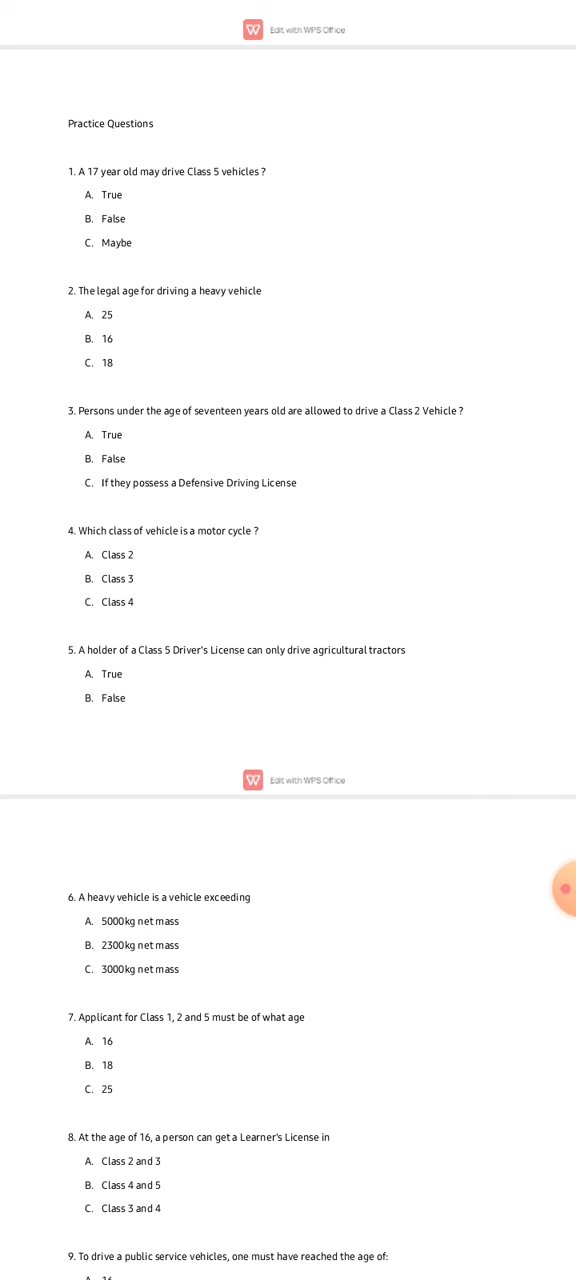 Edit with WPS Office
Practice Questions
1. A 17 year old may drive Class 5 vehicles ?
A. True
B. False
C. Maybe
2. The legal age for driving a heavy vehicle
A. 25
B. 16
C. 18
3. Persons under the age of seventeen years old are allowed to drive a Class 2 Vehicle ?
A. True
B. False
C. If they possess a Defensive Driving License
4. Which class of vehicle is a motor cycle ?
A. Class 2
B. Class 3
C. Class 4
5. A holder of a Class 5 Driver's License can only drive agricultural tractors
A. True
B. False
Edit with WPS Office
6. A heavy vehicle is a vehicle exceeding
A. 5000kg net mass
B. 2300kg net mass
C. 3000kg net mass
7. Applicant for Class 1, 2 and 5 must be of what age
A. 16
B. 18
C. 25
8. At the age of 16, a person can get a Learner's License in
A. Class 2 and 3
B. Class 4 and 5
C. Class 3 and 4
9. To drive a public service vehicles, one must have reached the age of: